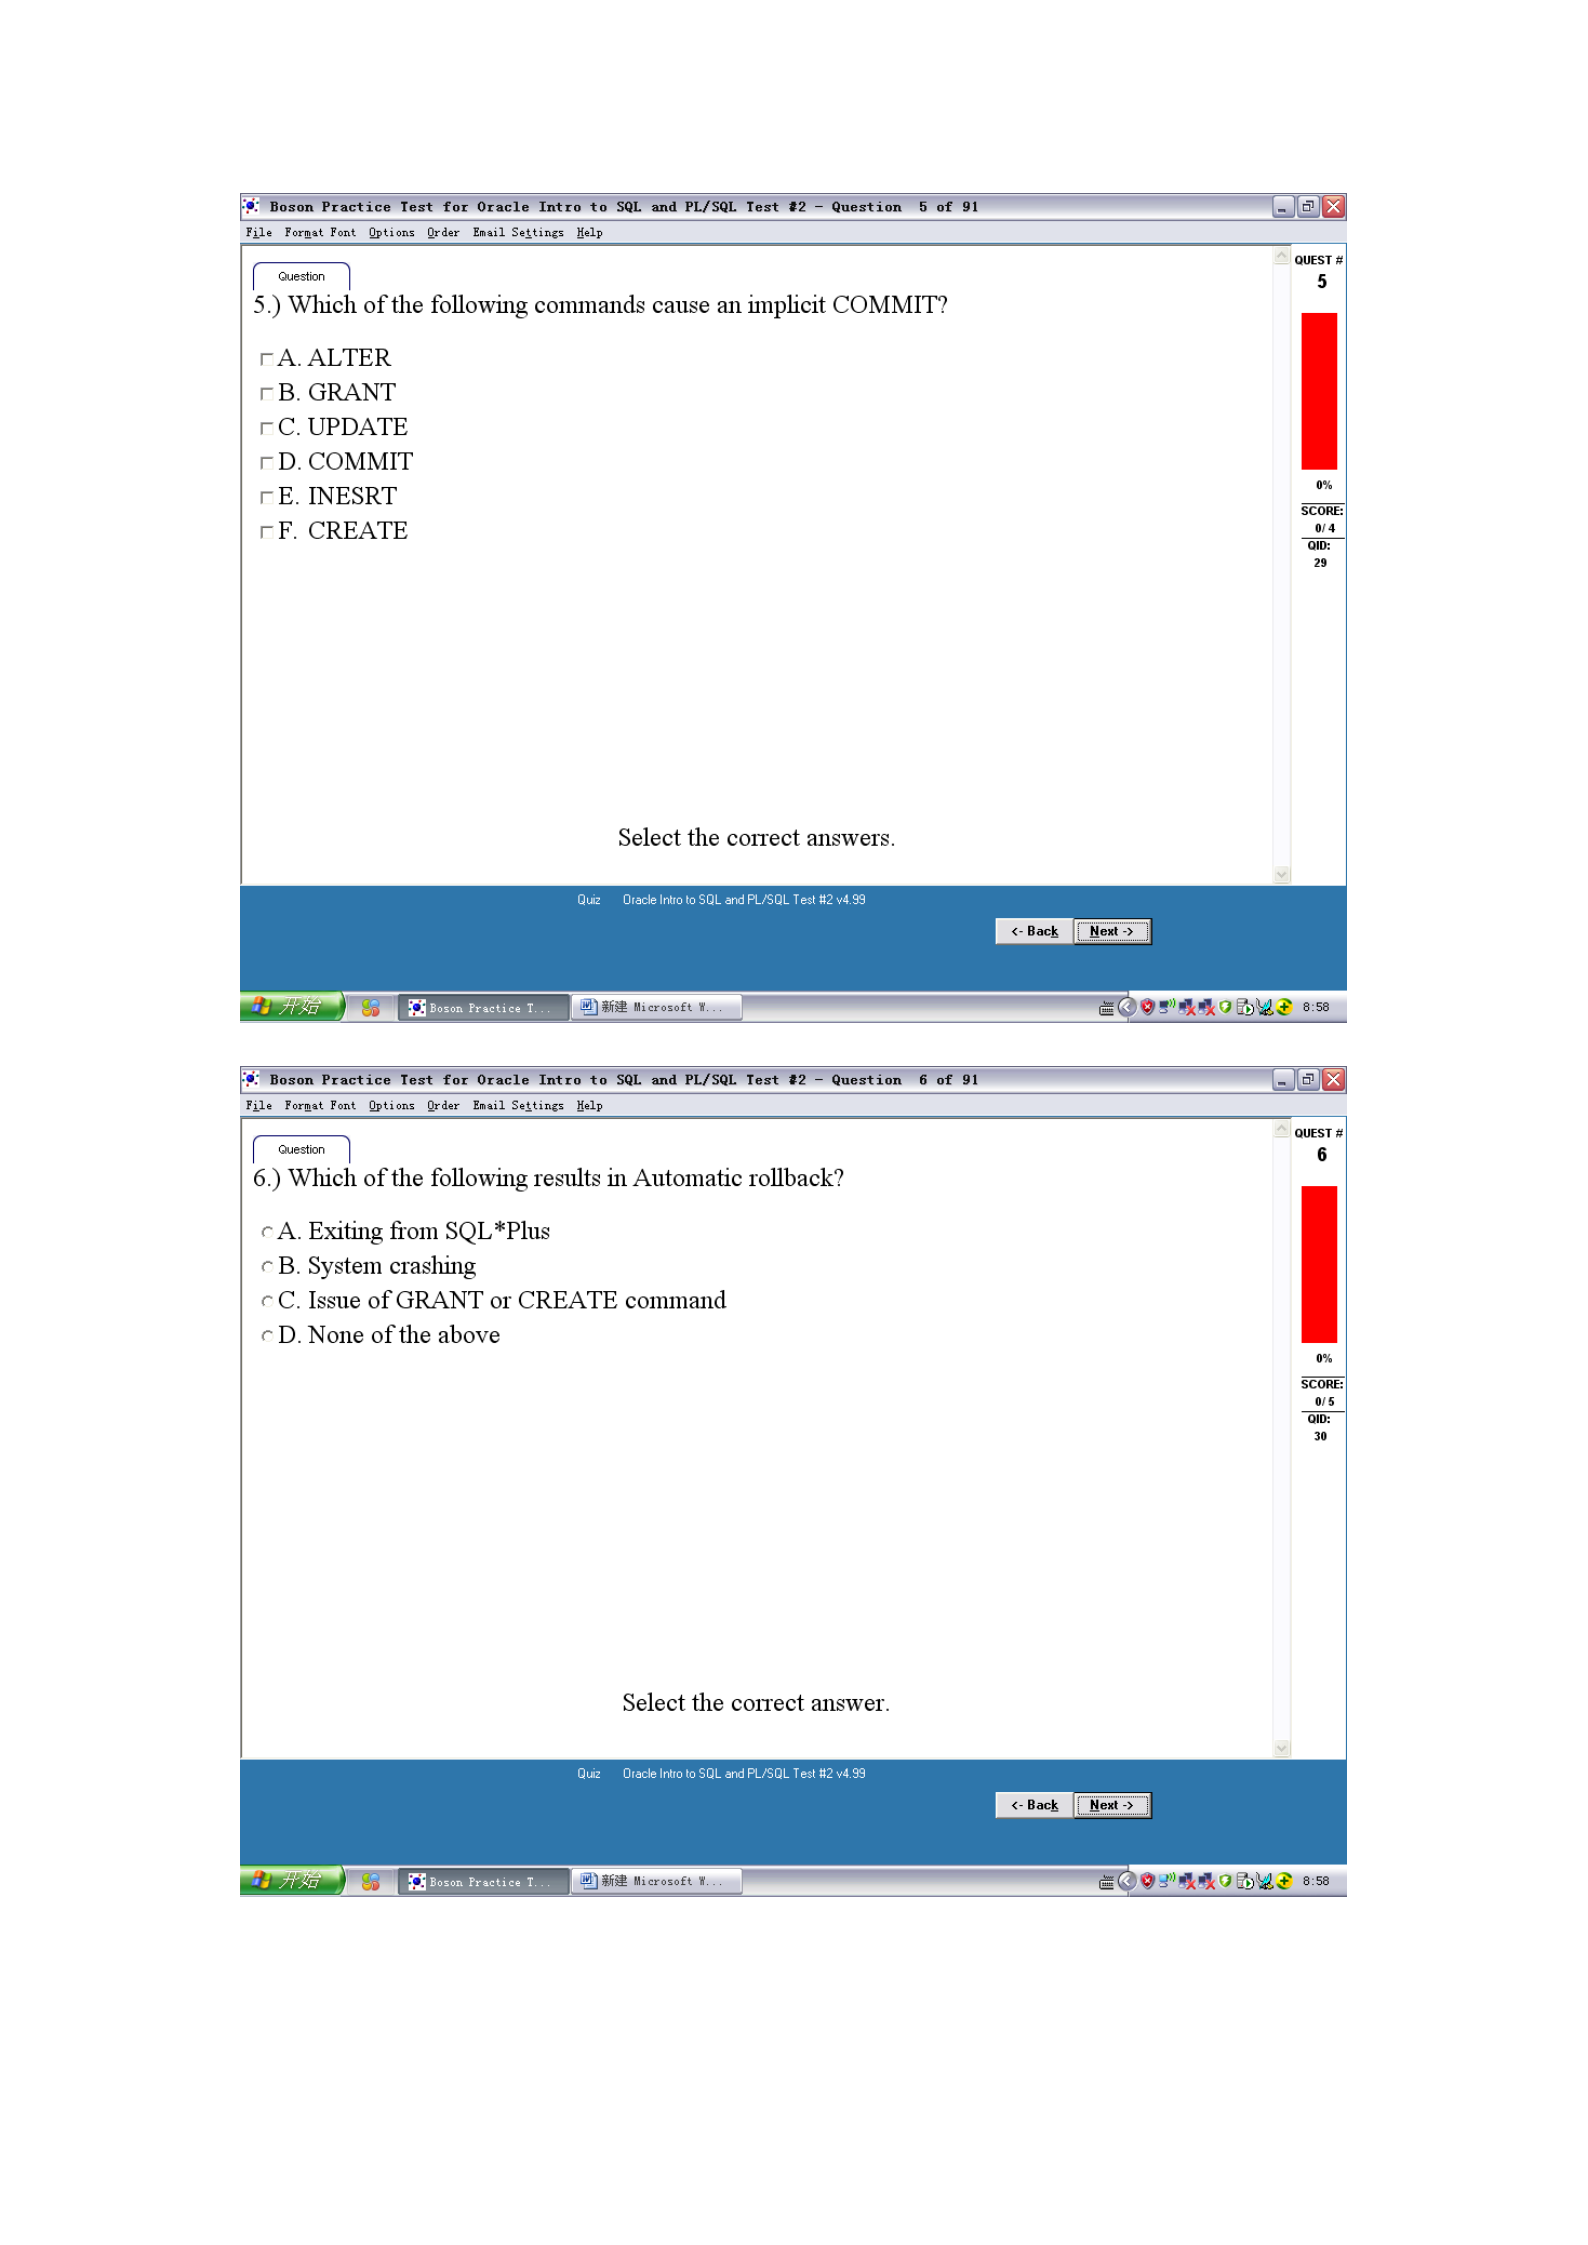 Boson Practice Test for Oracle Intro to SQL and PL/SQL Test #2 - Question 5 of 91
File Format Font Options Order Email Settings Help
Question
QUEST #
5
5.) Which of the following commands cause an implicit COMMIT?
A. ALTER
B. GRANT
C. UPDATE
D. COMMIT
E. INESRT
F. CREATE
0%
SCORE:
0/ 4
QID:
29
Select the correct answers.
Quiz Oracle Intro to SQL and PL/SQL Test #2 v4.99
<- Back Next ->
开始 Boson Practice T... 新建 Microsoft W... 8:58
Boson Practice Test for Oracle Intro to SQL and PL/SQL Test #2 - Question 6 of 91
File Format Font Options Order Email Settings Help
Question
QUEST #
6
6.) Which of the following results in Automatic rollback?
A. Exiting from SQL*Plus
B. System crashing
C. Issue of GRANT or CREATE command
D. None of the above
0%
SCORE:
0/ 5
QID:
30
Select the correct answer.
Quiz Oracle Intro to SQL and PL/SQL Test #2 v4.99
<- Back Next ->
开始 Boson Practice T... 新建 Microsoft W... 8:58